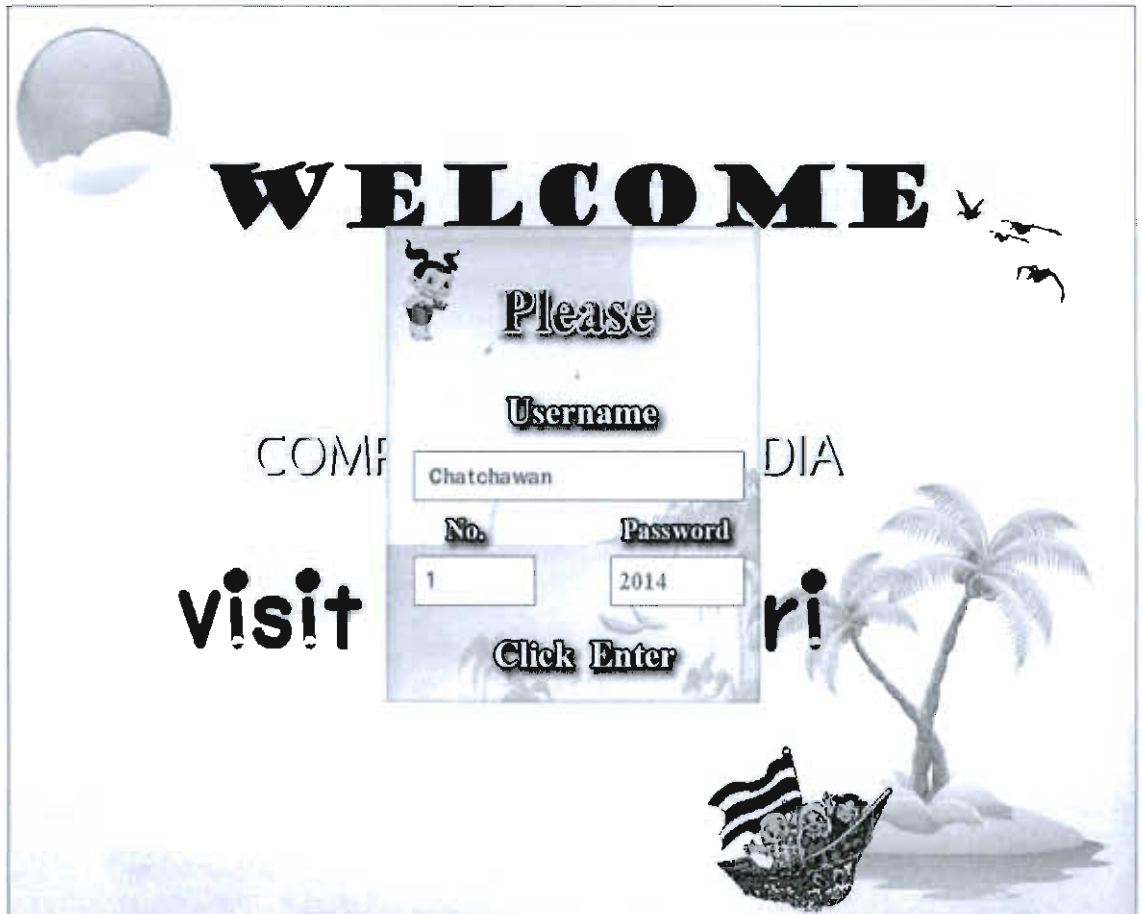 WELCOME
Please
Username
COMP
Chatchawan
DIA
No.
Password
1
2014
visit
ri
Click Enter